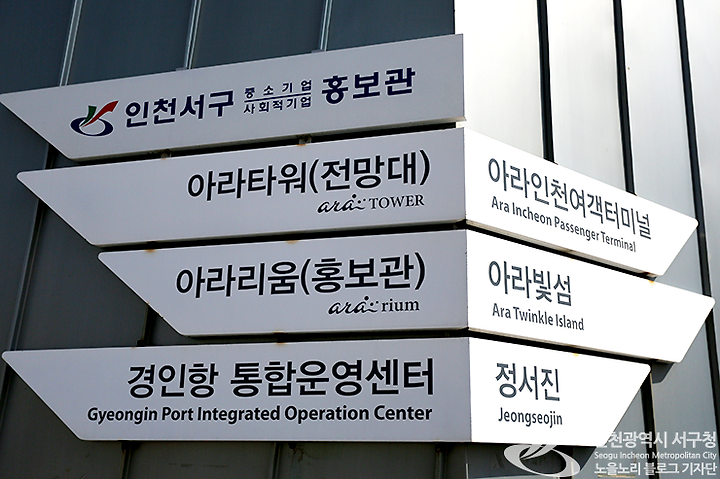 인천서구 중소기업 사회적기업 홍보관
아라타워(전망대)
ara TOWER
아라리움(홍보관)
ara rium
경인항 통합운영센터
Gyeongin Port Integrated Operation Center
아라인천여객터미널
Ara Incheon Passenger Terminal
아라빛섬
Ara Twinkle Island
정서진
Jeongseojin
인천광역시 서구청
Seogu Incheon Metropolitan City
노을노리 블로그 기자단